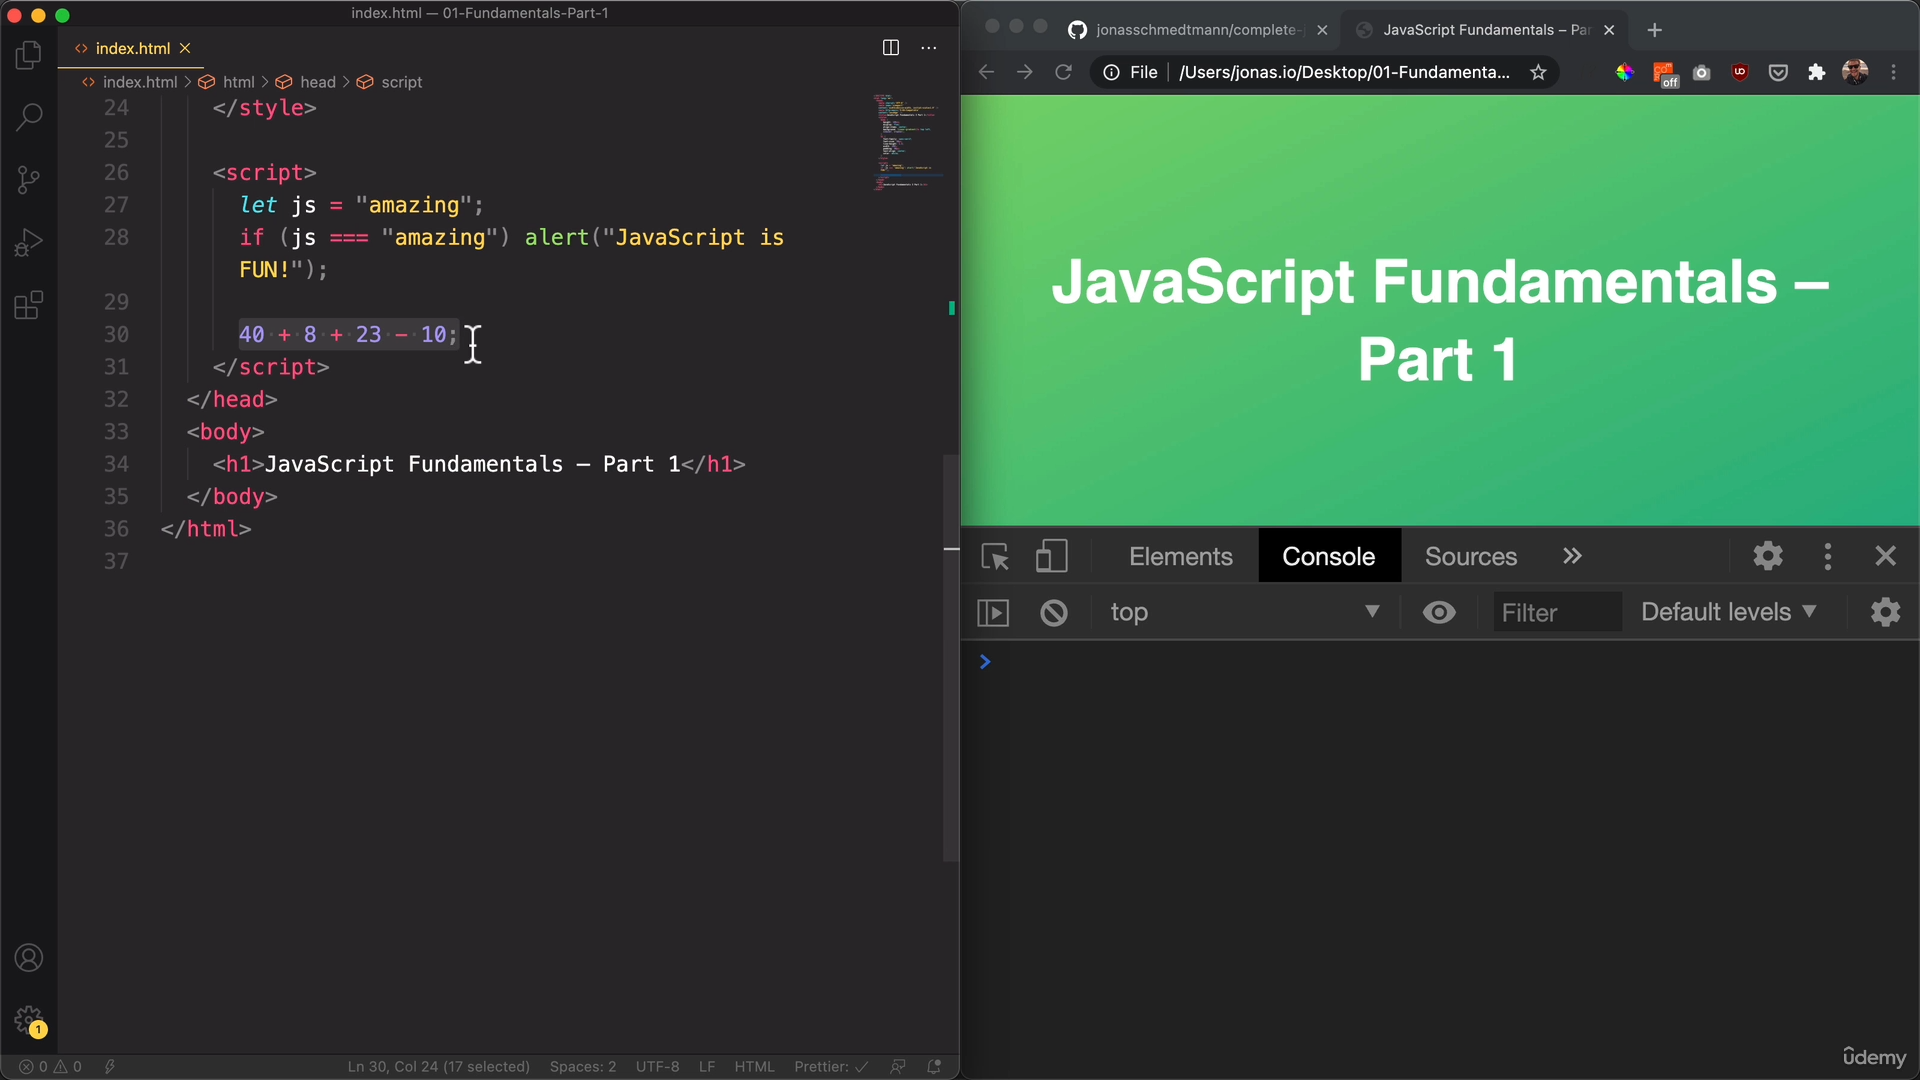 index.html — 01-Fundamentals-Part-1
index.html
index.html > html > head > script
24 </style>
25
26 <script>
27 let js = "amazing";
28 if (js === "amazing") alert("JavaScript is
FUN!");
29
30 40 + 8 + 23 - 10;
31 </script>
32 </head>
33 <body>
34 <h1>JavaScript Fundamentals – Part 1</h1>
35 </body>
36 </html>
37
1
0 0
Ln 30, Col 24 (17 selected) Spaces: 2 UTF-8 LF HTML Prettier: ✓
jonasschmedtmann/complete-
JavaScript Fundamentals – Par
File /Users/jonas.io/Desktop/01-Fundamenta...
off
JavaScript Fundamentals –
Part 1
Elements Console Sources »
top Filter Default levels
>
ûdemy